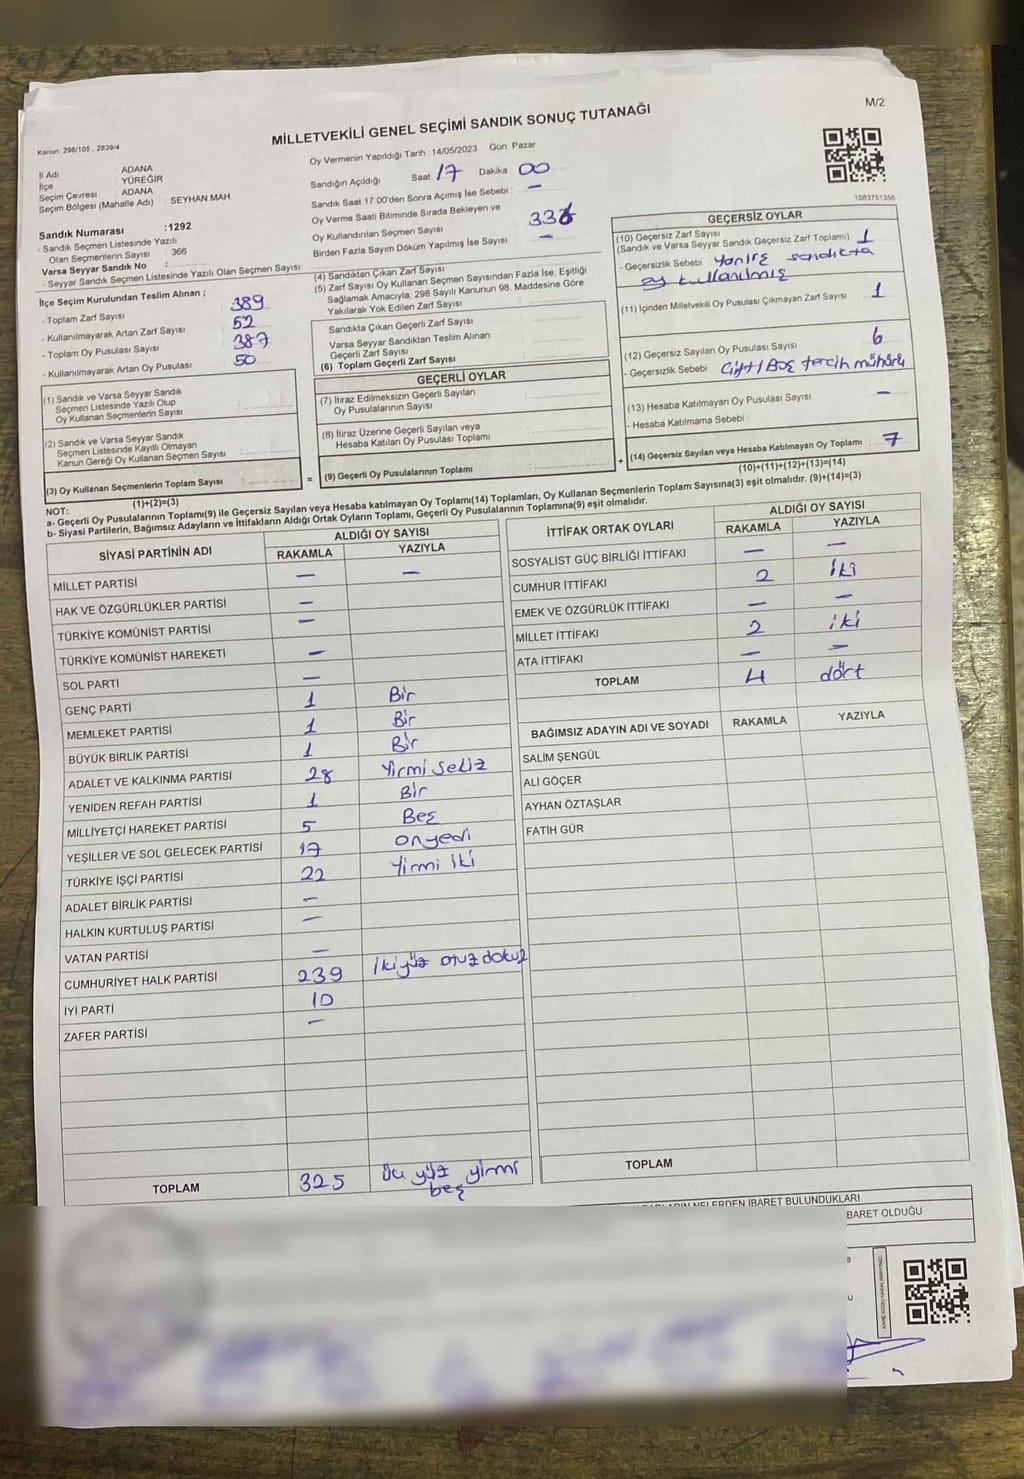 M/2
MİLLETVEKİLİ GENEL SEÇİMİ SANDIK SONUÇ TUTANAĞI
Kanun: 298/105 , 2839/4
Oy Vermenin Yapıldığı Tarih : 14/05/2023 Gün: Pazar
İl Adı : ADANA
İlçe : YÜREĞİR
Seçim Çevresi : ADANA
Seçim Bölgesi (Mahalle Adı) : SEYHAN MAH.
Sandığın Açıldığı Saat 17 Dakika 00
Sandık Saat 17.00'den Sonra Açımış İse Sebebi : —
Oy Verme Saati Bitiminde Sırada Bekleyen ve
Oy Kullandırılan Seçmen Sayısı
Birden Fazla Sayım Döküm Yapılmış İse Sayısı —
1083751356
Sandık Numarası :1292
- Sandık Seçmen Listesinde Yazılı
Olan Seçmenlerin Sayısı : 366
Varsa Seyyar Sandık No :
- Seyyar Sandık Seçmen Listesinde Yazılı Olan Seçmen Sayısı:
İlçe Seçim Kurulundan Teslim Alınan ;
- Toplam Zarf Sayısı 389
- Kullanılmayarak Artan Zarf Sayısı 52
- Toplam Oy Pusulası Sayısı 387
- Kullanılmayarak Artan Oy Pusulası 50
(1) Sandık ve Varsa Seyyar Sandık
Seçmen Listesinde Yazılı Olup
Oy Kullanan Seçmenlerin Sayısı
(2) Sandık ve Varsa Seyyar Sandık
Seçmen Listesinde Kayıtlı Olmayan
Kanun Gereği Oy Kullanan Seçmen Sayısı
(3) Oy Kullanan Seçmenlerin Toplam Sayısı
(1)+(2)=(3)
(4) Sandıktan Çıkan Zarf Sayısı
(5) Zarf Sayısı Oy Kullanan Seçmen Sayısından Fazla İse, Eşitliği
Sağlamak Amacıyla; 298 Sayılı Kanunun 98. Maddesine Göre
Yakılarak Yok Edilen Zarf Sayısı
Sandıkta Çıkan Geçerli Zarf Sayısı
Varsa Seyyar Sandıktan Teslim Alınan
Geçerli Zarf Sayısı
(6) Toplam Geçerli Zarf Sayısı
GEÇERLİ OYLAR
(7) İtiraz Edilmeksizin Geçerli Sayılan
Oy Pusulalarının Sayısı
(8) İtiraz Üzerine Geçerli Sayılan veya
Hesaba Katılan Oy Pusulası Toplamı
= (9) Geçerli Oy Pusulalarının Toplamı
GEÇERSİZ OYLAR
(10) Geçersiz Zarf Sayısı
(Sandık ve Varsa Seyyar Sandık Geçersiz Zarf Toplamı) 1
- Geçersizlik Sebebi Yanlış sandıkta
oy kullanılmış
(11) İçinden Milletvekili Oy Pusulası Çıkmayan Zarf Sayısı 1
(12) Geçersiz Sayılan Oy Pusulası Sayısı 6
- Geçersizlik Sebebi Çift/Boş tercih mühürü
(13) Hesaba Katılmayan Oy Pusulası Sayısı —
- Hesaba Katılmama Sebebi :
+ (14) Geçersiz Sayılan veya Hesaba Katılmayan Oy Toplamı : 7
(10)+(11)+(12)+(13)=(14)
NOT:
a- Geçerli Oy Pusulalarının Toplamı(9) ile Geçersiz Sayılan veya Hesaba katılmayan Oy Toplamı(14) Toplamları, Oy Kullanan Seçmenlerin Toplam Sayısına(3) eşit olmalıdır. (9)+(14)=(3)
b- Siyasi Partilerin, Bağımsız Adayların ve İttifakların Aldığı Ortak Oyların Toplamı, Geçerli Oy Pusulalarının Toplamına(9) eşit olmalıdır.
SİYASİ PARTİNİN ADI ALDIĞI OY SAYISI
RAKAMLA YAZIYLA
MİLLET PARTİSİ — —
HAK VE ÖZGÜRLÜKLER PARTİSİ —
TÜRKİYE KOMÜNİST PARTİSİ —
TÜRKİYE KOMÜNİST HAREKETİ —
SOL PARTİ —
GENÇ PARTİ 1 Bir
MEMLEKET PARTİSİ 1 Bir
BÜYÜK BİRLİK PARTİSİ 1 Bir
ADALET VE KALKINMA PARTİSİ 28 Yirmi sekiz
YENİDEN REFAH PARTİSİ 1 Bir
MİLLİYETÇİ HAREKET PARTİSİ 5 Beş
YEŞİLLER VE SOL GELECEK PARTİSİ 17 onyedi
TÜRKİYE İŞÇİ PARTİSİ 22 Yirmi iki
ADALET BİRLİK PARTİSİ —
HALKIN KURTULUŞ PARTİSİ —
VATAN PARTİSİ —
CUMHURİYET HALK PARTİSİ 239 ikiyüz otuz dokuz
İYİ PARTİ 10
ZAFER PARTİSİ —
TOPLAM 325 üç yüz yirmi
beş
İTTİFAK ORTAK OYLARI ALDIĞI OY SAYISI
RAKAMLA YAZIYLA
SOSYALİST GÜÇ BİRLİĞİ İTTİFAKI — —
CUMHUR İTTİFAKI 2 iki
EMEK VE ÖZGÜRLÜK İTTİFAKI — —
MİLLET İTTİFAKI 2 iki
ATA İTTİFAKI — —
TOPLAM 4 dört
BAĞIMSIZ ADAYIN ADI VE SOYADI RAKAMLA YAZIYLA
SALİM ŞENGÜL
ALİ GÖÇER
AYHAN ÖZTAŞLAR
FATİH GÜR
TOPLAM
NELERDEN İBARET BULUNDUKLARI
BARET OLDUĞU